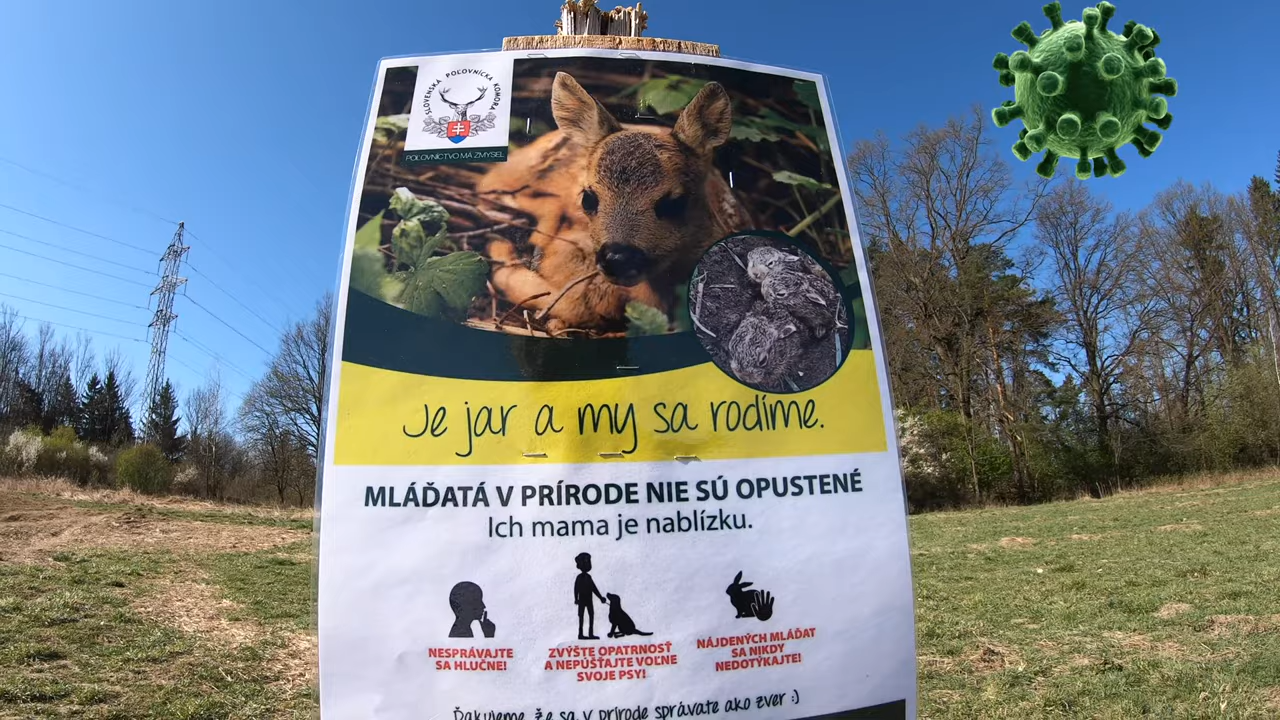 SLOVENSKÁ POĽOVNÍCKA KOMORA
POĽOVNÍCTVO MÁ ZMYSEL
Je jar a my sa rodíme.
MLÁĎATÁ V PRÍRODE NIE SÚ OPUSTENÉ
Ich mama je nablízku.
NESPRÁVAJTE
SA HLUČNE!
ZVÝŠTE OPATRNOSŤ
A NEPÚŠŤAJTE VOĽNE
SVOJE PSY!
NÁJDENÝCH MLÁĎAT
SA NIKDY
NEDOTÝKAJTE!
Ďakujeme, že sa v prírode správate ako zver :)